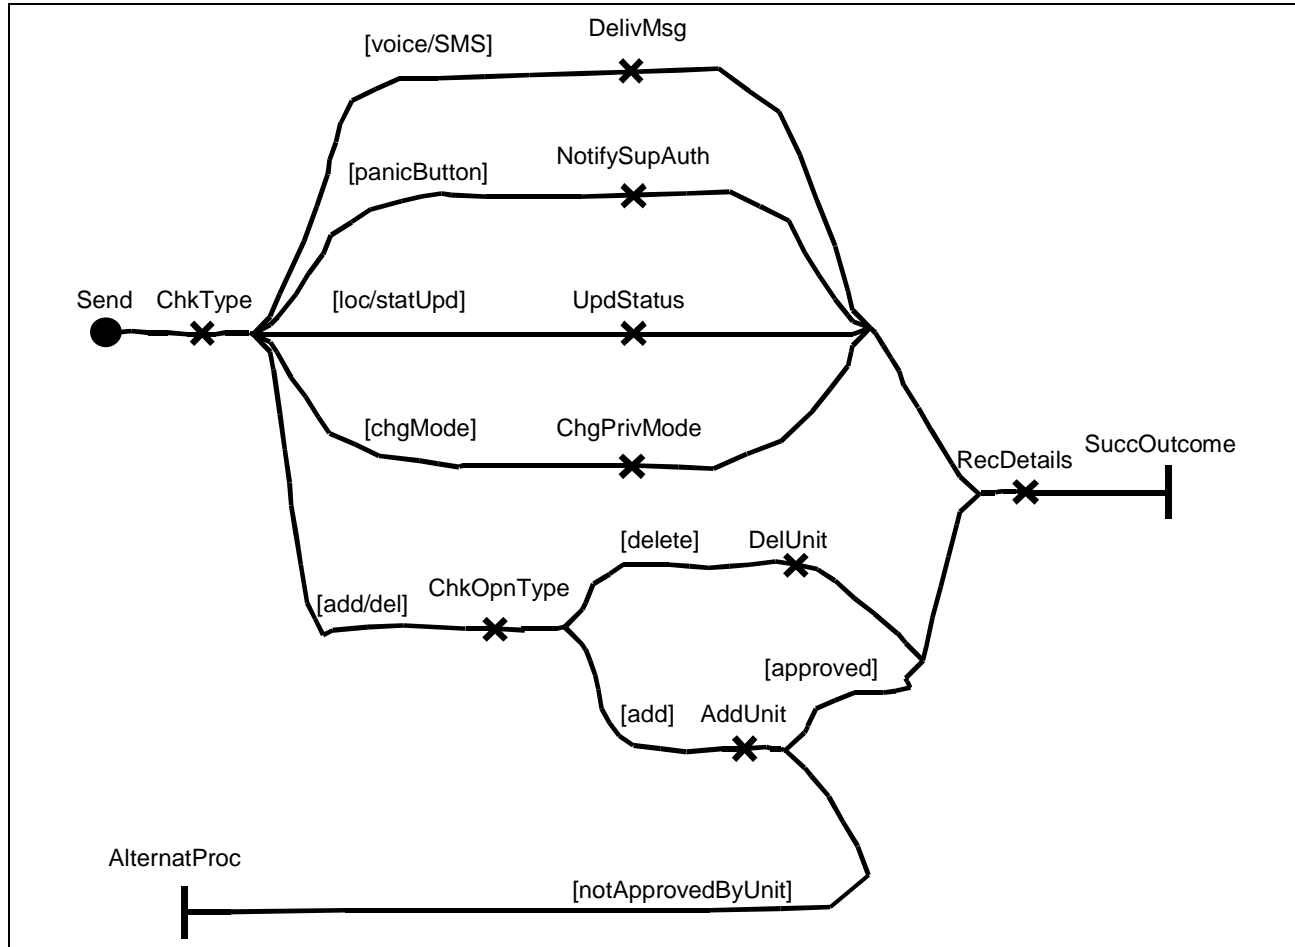 DelivMsg
[voice/SMS]
NotifySupAuth
[panicButton]
Send
ChkType
[loc/statUpd]
UpdStatus
[chgMode]
ChgPrivMode
SuccOutcome
RecDetails
[delete]
DelUnit
ChkOpnType
[add/del]
[approved]
[add]
AddUnit
AlternatProc
[notApprovedByUnit]